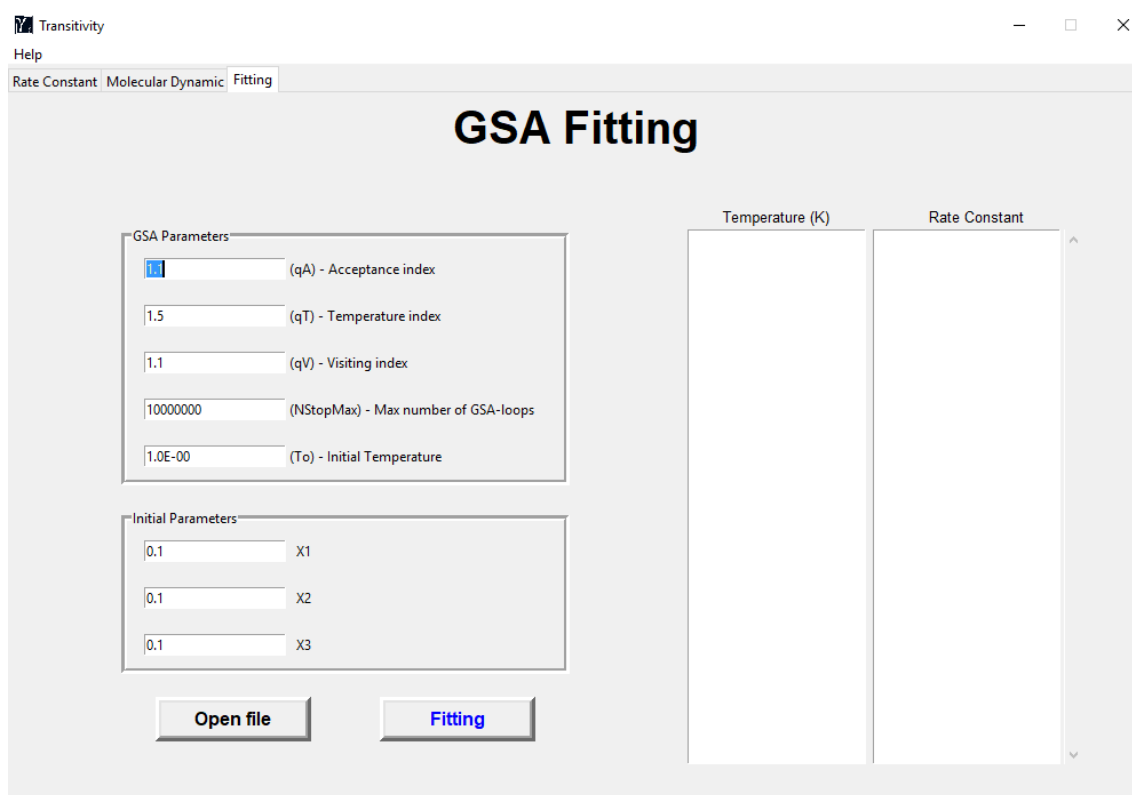 Transitivity
Help
Rate Constant Molecular Dynamic Fitting
GSA Fitting
GSA Parameters
1.1 (qA) - Acceptance index
1.5 (qT) - Temperature index
1.1 (qV) - Visiting index
10000000 (NStopMax) - Max number of GSA-loops
1.0E-00 (To) - Initial Temperature
Initial Parameters
0.1 X1
0.1 X2
0.1 X3
Open file Fitting
Temperature (K) Rate Constant